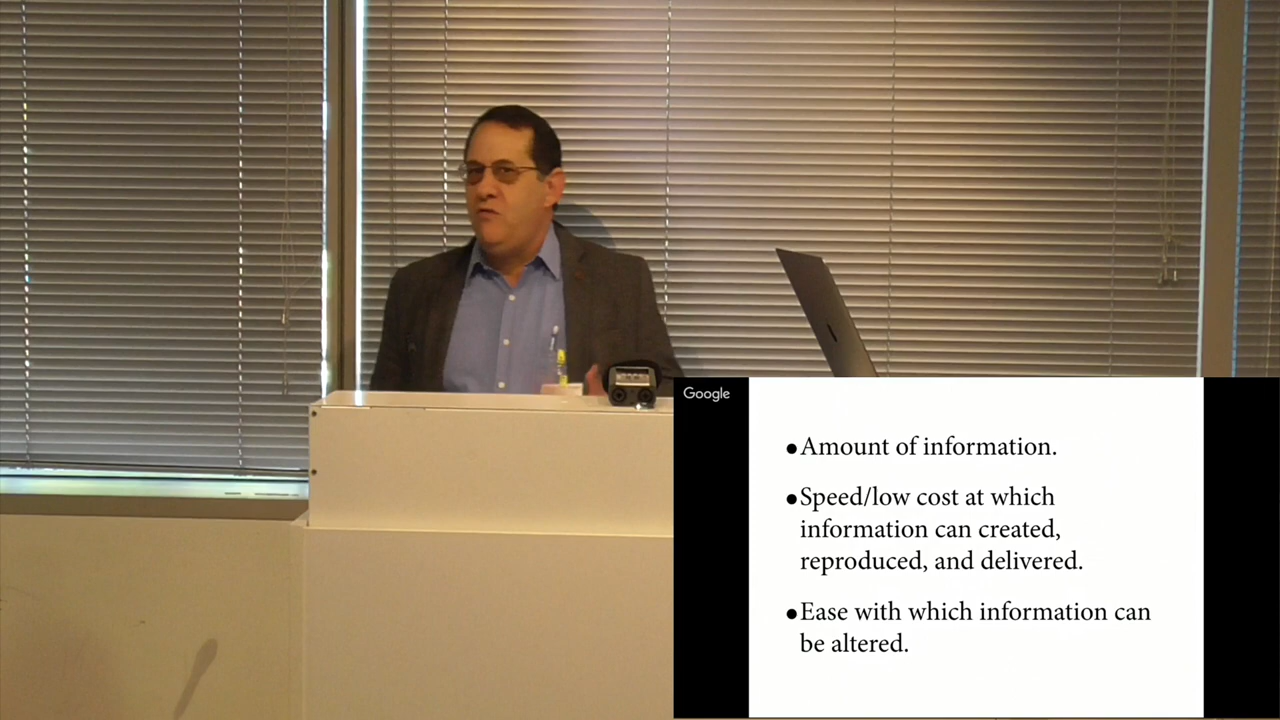 Google
●Amount of information.
●Speed/low cost at which
information can created,
reproduced, and delivered.
●Ease with which information can
be altered.